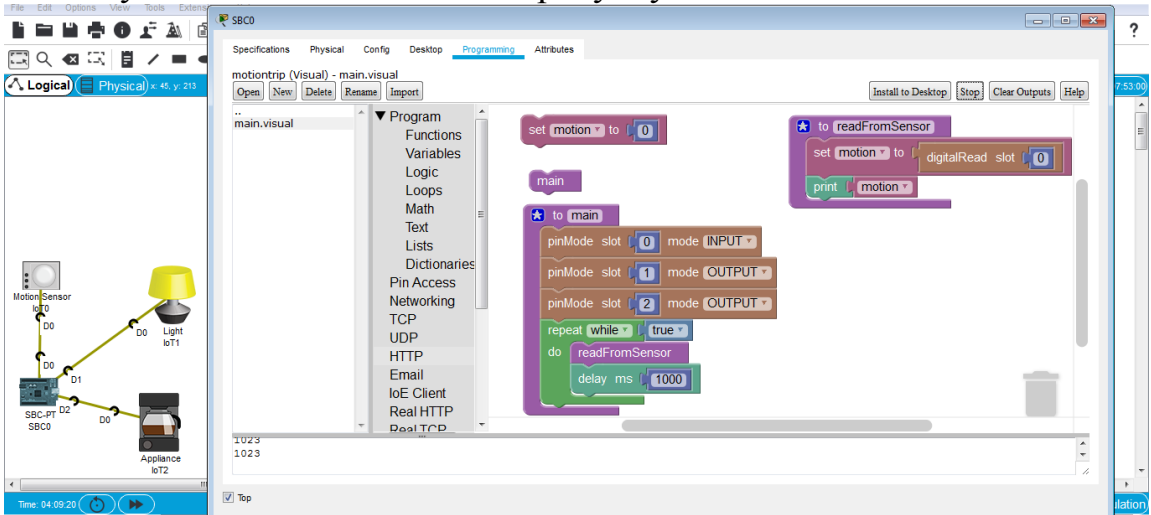 File Edit Options View Tools Extens
SBC0
Specifications Physical Config Desktop Programming Attributes
motiontrip (Visual) - main.visual
Open New Delete Rename Import
Install to Desktop Stop Clear Outputs Help
?
Logical Physical x: 45, y: 213
7:53:00
..
main.visual
▼ Program
Functions
Variables
Logic
Loops
Math
Text
Lists
Dictionaries
Pin Access
Networking
TCP
UDP
HTTP
Email
IoE Client
Real HTTP
Real TCP
set motion to 0
main
to main
pinMode slot 0 mode INPUT
pinMode slot 1 mode OUTPUT
pinMode slot 2 mode OUTPUT
repeat while true
do readFromSensor
delay ms 1000
to readFromSensor
set motion to digitalRead slot 0
print motion
Motion Sensor
IoT0
D0
D0
Light
IoT1
D0
D1
SBC-PT
SBC0
D2
D0
Appliance
IoT2
1023
1023
Top
Time: 04:09:20
ulation